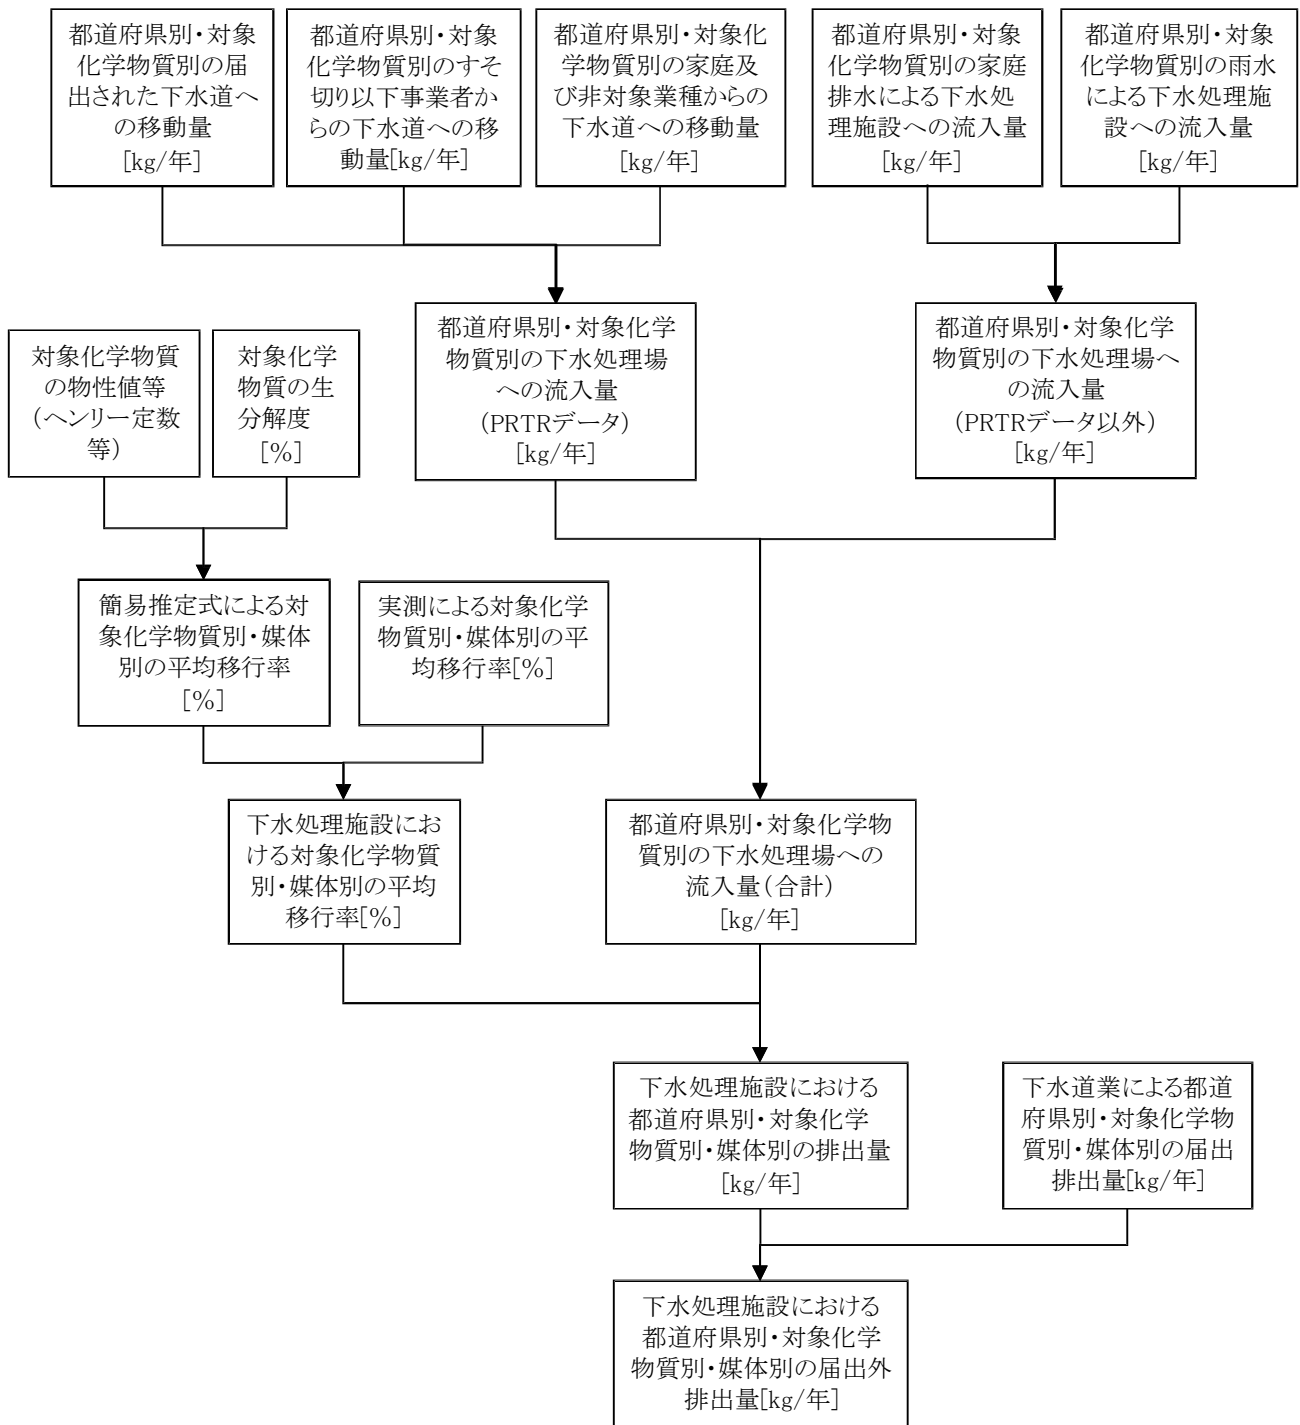 都道府県別・対象
化学物質別の届
出された下水道へ
の移動量
[kg/年]
都道府県別・対象
化学物質別のすそ
切り以下事業者か
らの下水道への移
動量[kg/年]
都道府県別・対象化
学物質別の家庭及
び非対象業種からの
下水道への移動量
[kg/年]
都道府県別・対象
化学物質別の家庭
排水による下水処
理施設への流入量
[kg/年]
都道府県別・対象
化学物質別の雨水
による下水処理施
設への流入量
[kg/年]
対象化学物質
の物性値等
(ヘンリー定数
等)
対象化学
物質の生
分解度
[%]
都道府県別・対象化学
物質別の下水処理場
への流入量
(PRTRデータ)
[kg/年]
都道府県別・対象化学
物質別の下水処理場へ
の流入量
(PRTRデータ以外)
[kg/年]
簡易推定式による対
象化学物質別・媒体
別の平均移行率
[%]
実測による対象化学
物質別・媒体別の平
均移行率[%]
下水処理施設にお
ける対象化学物質
別・媒体別の平均
移行率[%]
都道府県別・対象化学物
質別の下水処理場への
流入量(合計)
[kg/年]
下水処理施設における
都道府県別・対象化学
物質別・媒体別の排出量
[kg/年]
下水道業による都道
府県別・対象化学物
質別・媒体別の届出
排出量[kg/年]
下水処理施設における
都道府県別・対象化学
物質別・媒体別の届出外
排出量[kg/年]